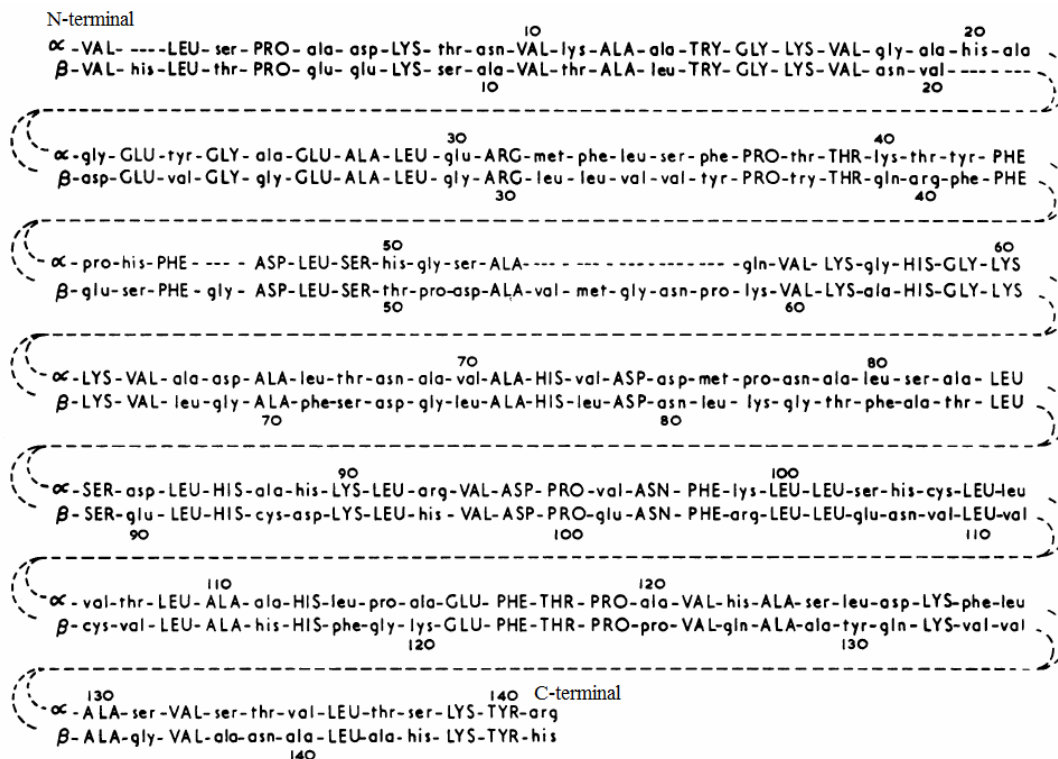 N-terminal
10 20
α-VAL- ----LEU-ser-PRO-ala-asp-LYS-thr-asn-VAL-lys-ALA-ala-TRY-GLY-LYS-VAL-gly-ala-his-ala
β-VAL-his-LEU-thr-PRO-glu-glu-LYS-ser-ala-VAL-thr-ALA-leu-TRY-GLY-LYS-VAL-asn-val------
10 20
30 40
α-gly-GLU-tyr-GLY-ala-GLU-ALA-LEU-glu-ARG-met-phe-leu-ser-phe-PRO-thr-THR-lys-thr-tyr-PHE
β-asp-GLU-val-GLY-gly-GLU-ALA-LEU-gly-ARG-leu-leu-val-val-tyr-PRO-try-THR-gln-arg-phe-PHE
30 40
50 60
α-pro-his-PHE ---- ASP-LEU-SER-his-gly-ser-ALA------------------gln-VAL-LYS-gly-HIS-GLY-LYS
β-glu-ser-PHE-gly-ASP-LEU-SER-thr-pro-asp-ALA-val-met-gly-asn-pro-lys-VAL-LYS-ala-HIS-GLY-LYS
50 60
70 80
α-LYS-VAL-ala-asp-ALA-leu-thr-asn-ala-val-ALA-HIS-val-ASP-asp-met-pro-asn-ala-leu-ser-ala-LEU
β-LYS-VAL-leu-gly-ALA-phe-ser-asp-gly-leu-ALA-HIS-leu-ASP-asn-leu-lys-gly-thr-phe-ala-thr-LEU
70 80
90 100
α-SER-asp-LEU-HIS-ala-his-LYS-LEU-arg-VAL-ASP-PRO-val-ASN-PHE-lys-LEU-LEU-ser-his-cys-LEU-leu
β-SER-glu-LEU-HIS-cys-asp-LYS-LEU-his-VAL-ASP-PRO-glu-ASN-PHE-arg-LEU-LEU-glu-asn-val-LEU-val
90 100 110
110 120
α-val-thr-LEU-ALA-ala-HIS-leu-pro-ala-GLU-PHE-THR-PRO-ala-VAL-his-ALA-ser-leu-asp-LYS-phe-leu
β-cys-val-LEU-ALA-his-HIS-phe-gly-lys-GLU-PHE-THR-PRO-pro-VAL-gln-ALA-ala-tyr-gln-LYS-val-val
120 130
130 140 C-terminal
α-ALA-ser-VAL-ser-thr-val-LEU-thr-ser-LYS-TYR-arg
β-ALA-gly-VAL-ala-asn-ala-LEU-ala-his-LYS-TYR-his
140